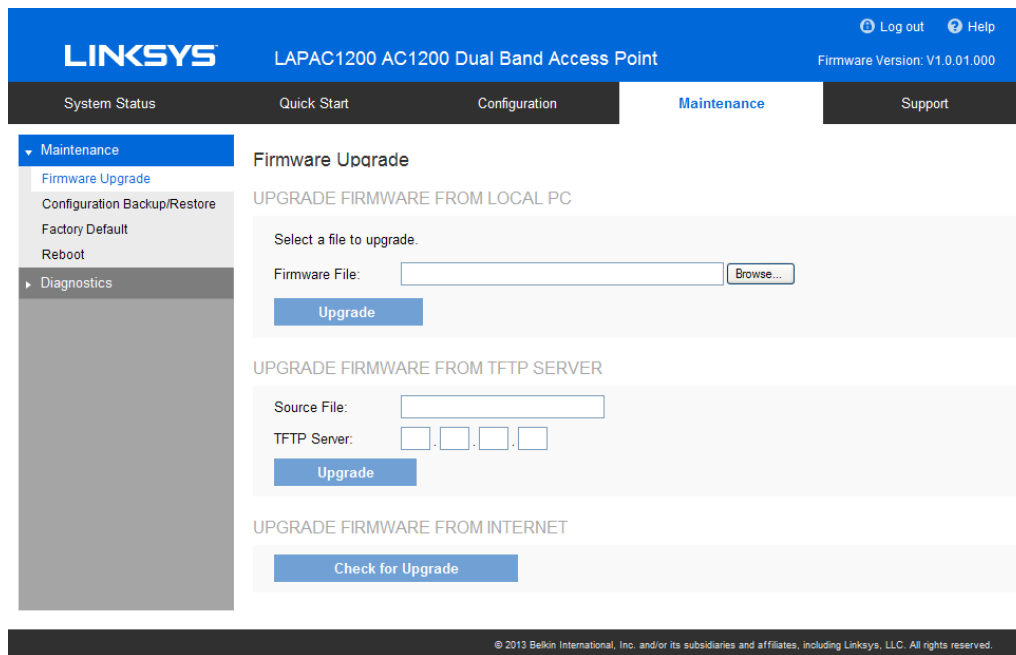 Log out Help
LINKSYS LAPAC1200 AC1200 Dual Band Access Point Firmware Version: V1.0.01.000
System Status Quick Start Configuration Maintenance Support
Maintenance
Firmware Upgrade
Configuration Backup/Restore
Factory Default
Reboot
Diagnostics
Firmware Upgrade
UPGRADE FIRMWARE FROM LOCAL PC
Select a file to upgrade.
Firmware File: Browse...
Upgrade
UPGRADE FIRMWARE FROM TFTP SERVER
Source File:
TFTP Server: . . .
Upgrade
UPGRADE FIRMWARE FROM INTERNET
Check for Upgrade
© 2013 Belkin International, Inc. and/or its subsidiaries and affiliates, including Linksys, LLC. All rights reserved.